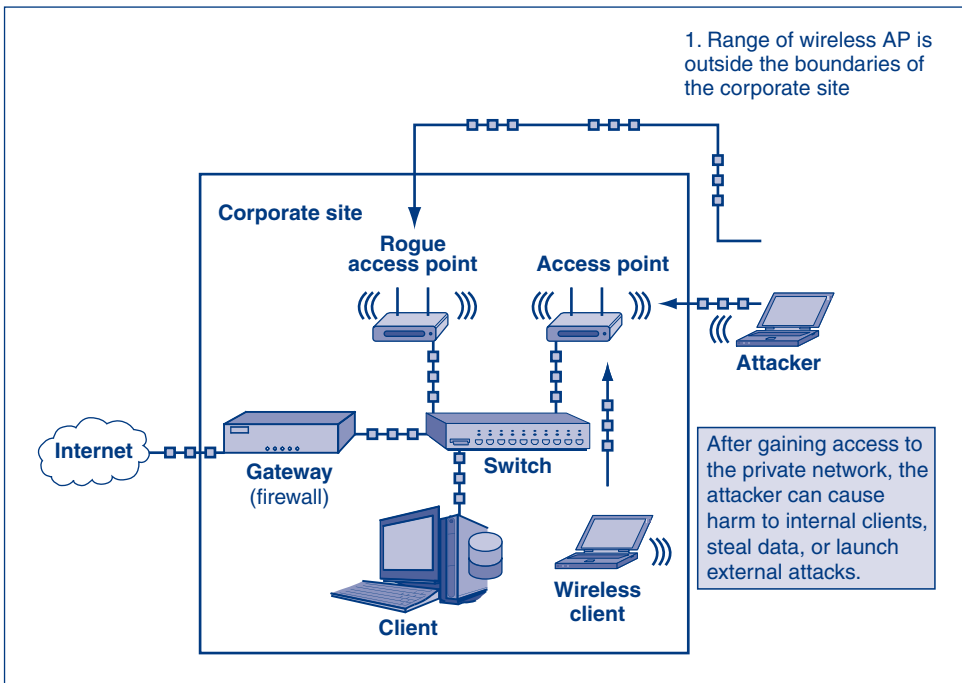 1. Range of wireless AP is
outside the boundaries of
the corporate site
Corporate site
Rogue
access point
Access point
Attacker
Internet
Gateway
(firewall)
Switch
After gaining access to
the private network, the
attacker can cause
harm to internal clients,
steal data, or launch
external attacks.
Wireless
client
Client